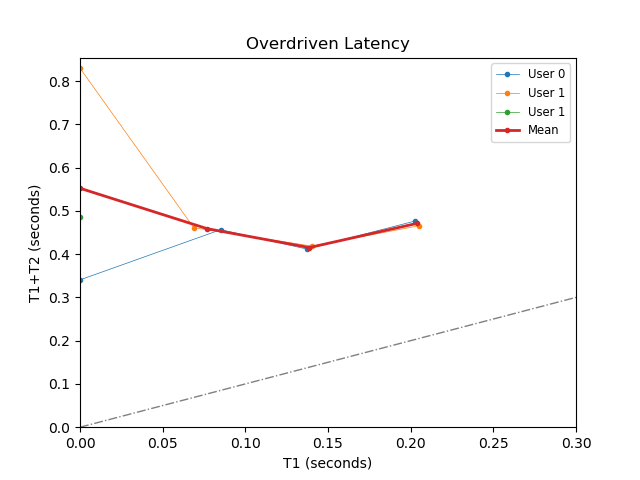 Overdriven Latency
T1+T2 (seconds)
0.8
0.7
0.6
0.5
0.4
0.3
0.2
0.1
0.0
User 0
User 1
User 1
Mean
0.00 0.05 0.10 0.15 0.20 0.25 0.30
T1 (seconds)